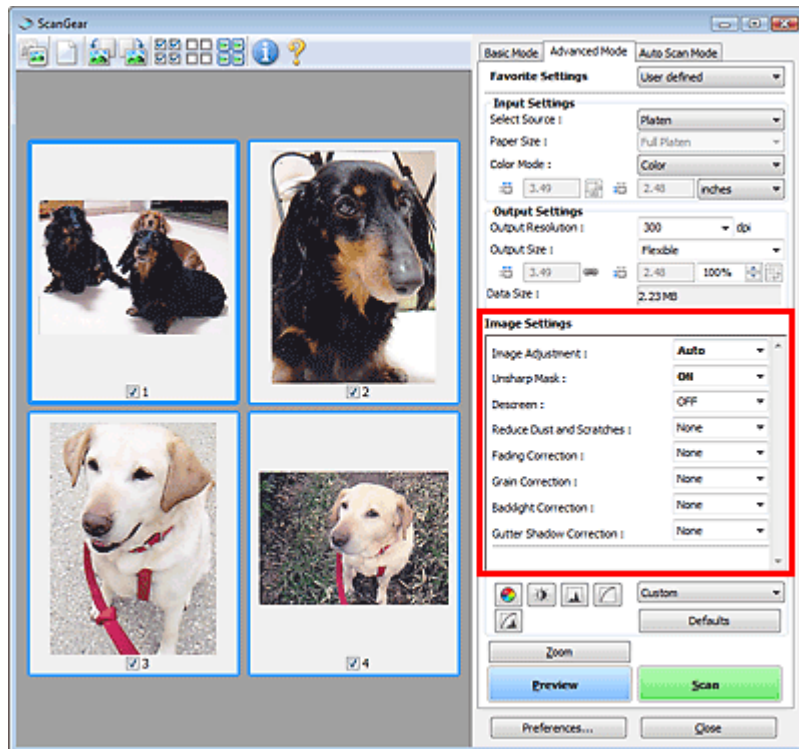 ScanGear
Basic Mode Advanced Mode Auto Scan Mode
Favorite Settings User defined
Input Settings
Select Source : Platen
Paper Size : Full Platen
Color Mode : Color
3.49 2.48 inches
Output Settings
Output Resolution : 300 dpi
Output Size : Flexible
3.49 2.48 100%
Data Size : 2.23 MB
Image Settings
Image Adjustment : Auto
Unsharp Mask : ON
Descreen : OFF
Reduce Dust and Scratches : None
Fading Correction : None
Grain Correction : None
Backlight Correction : None
Gutter Shadow Correction : None
Custom
Defaults
Zoom
Preview Scan
Preferences... Close
1
2
3
4